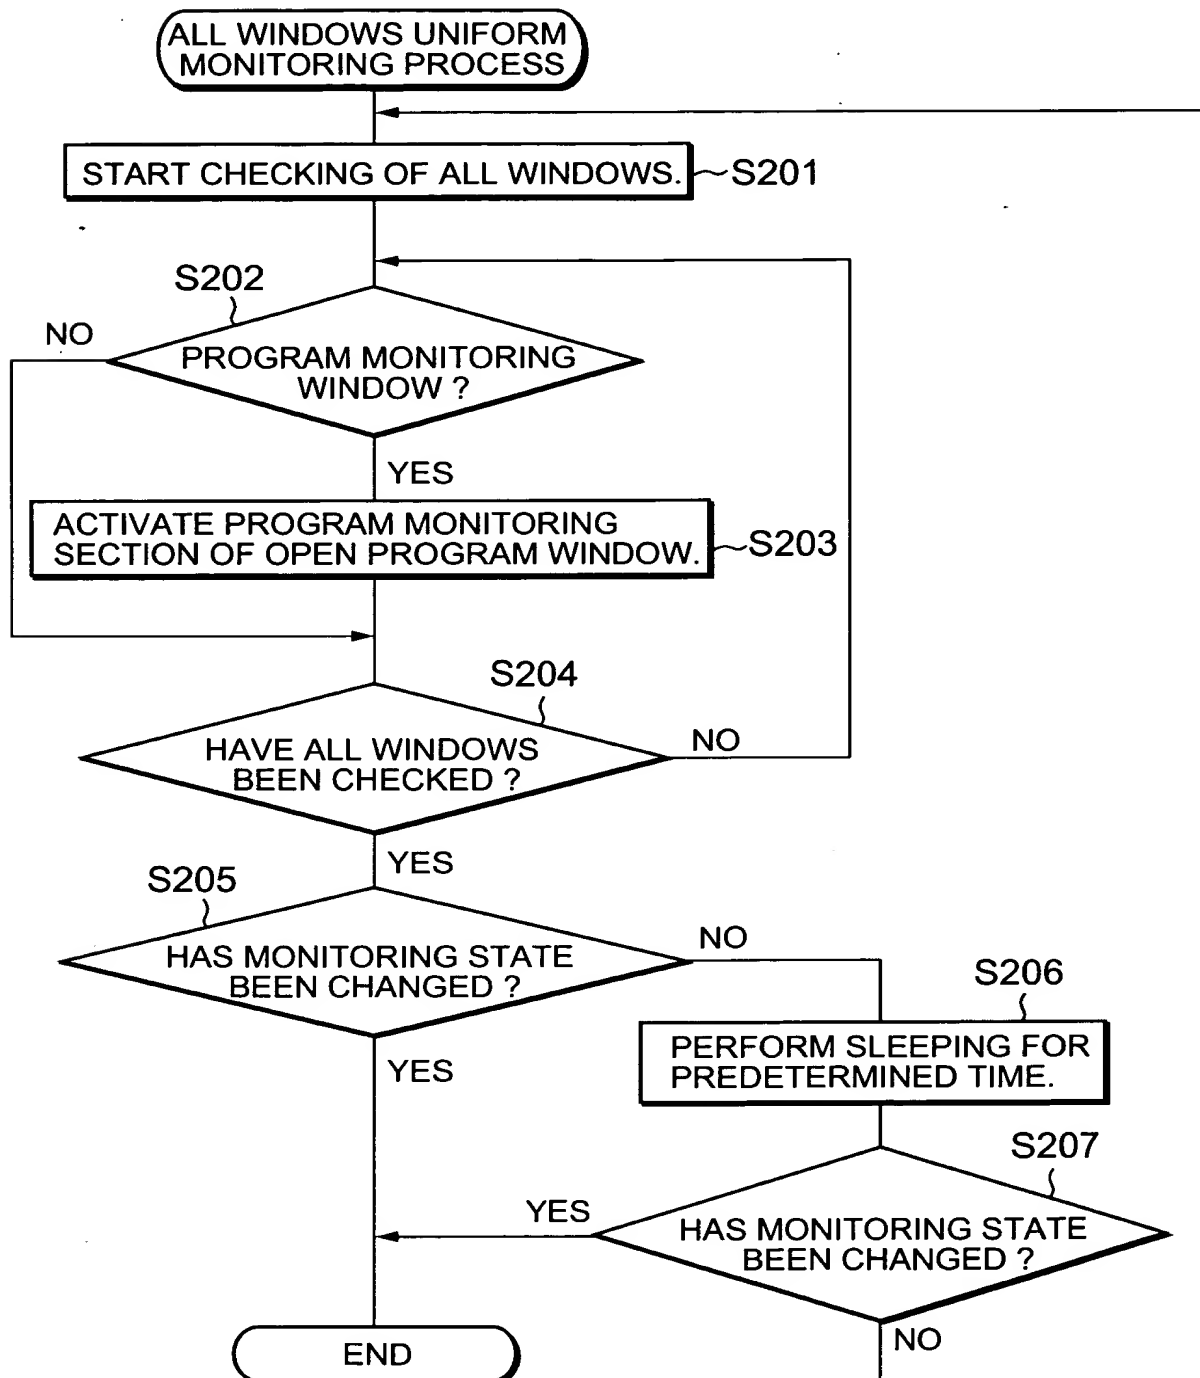 ALL WINDOWS UNIFORM
MONITORING PROCESS
START CHECKING OF ALL WINDOWS.
S201
S202
NO
PROGRAM MONITORING
WINDOW ?
YES
ACTIVATE PROGRAM MONITORING
SECTION OF OPEN PROGRAM WINDOW.
S203
S204
HAVE ALL WINDOWS
BEEN CHECKED ?
NO
YES
S205
HAS MONITORING STATE
BEEN CHANGED ?
NO
YES
S206
PERFORM SLEEPING FOR
PREDETERMINED TIME.
S207
HAS MONITORING STATE
BEEN CHANGED ?
YES
NO
END